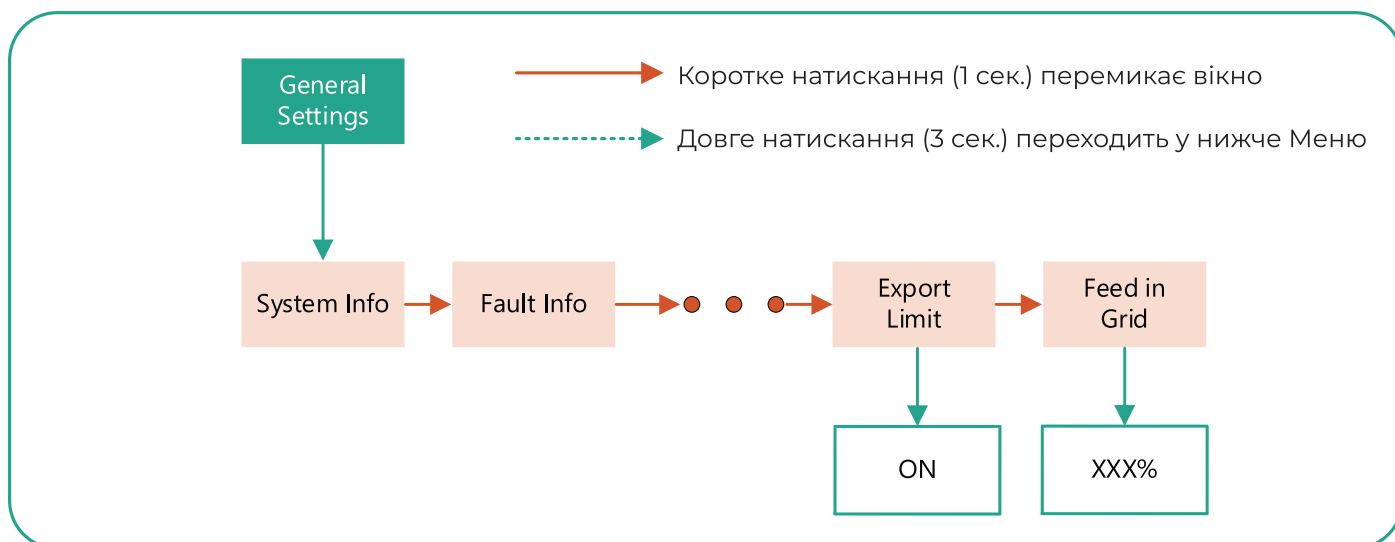 General
Settings
Коротке натискання (1 сек.) перемикає вікно
Довге натискання (3 сек.) переходить у нижче Меню
System Info
Fault Info
Export
Limit
Feed in
Grid
ON
XXX%